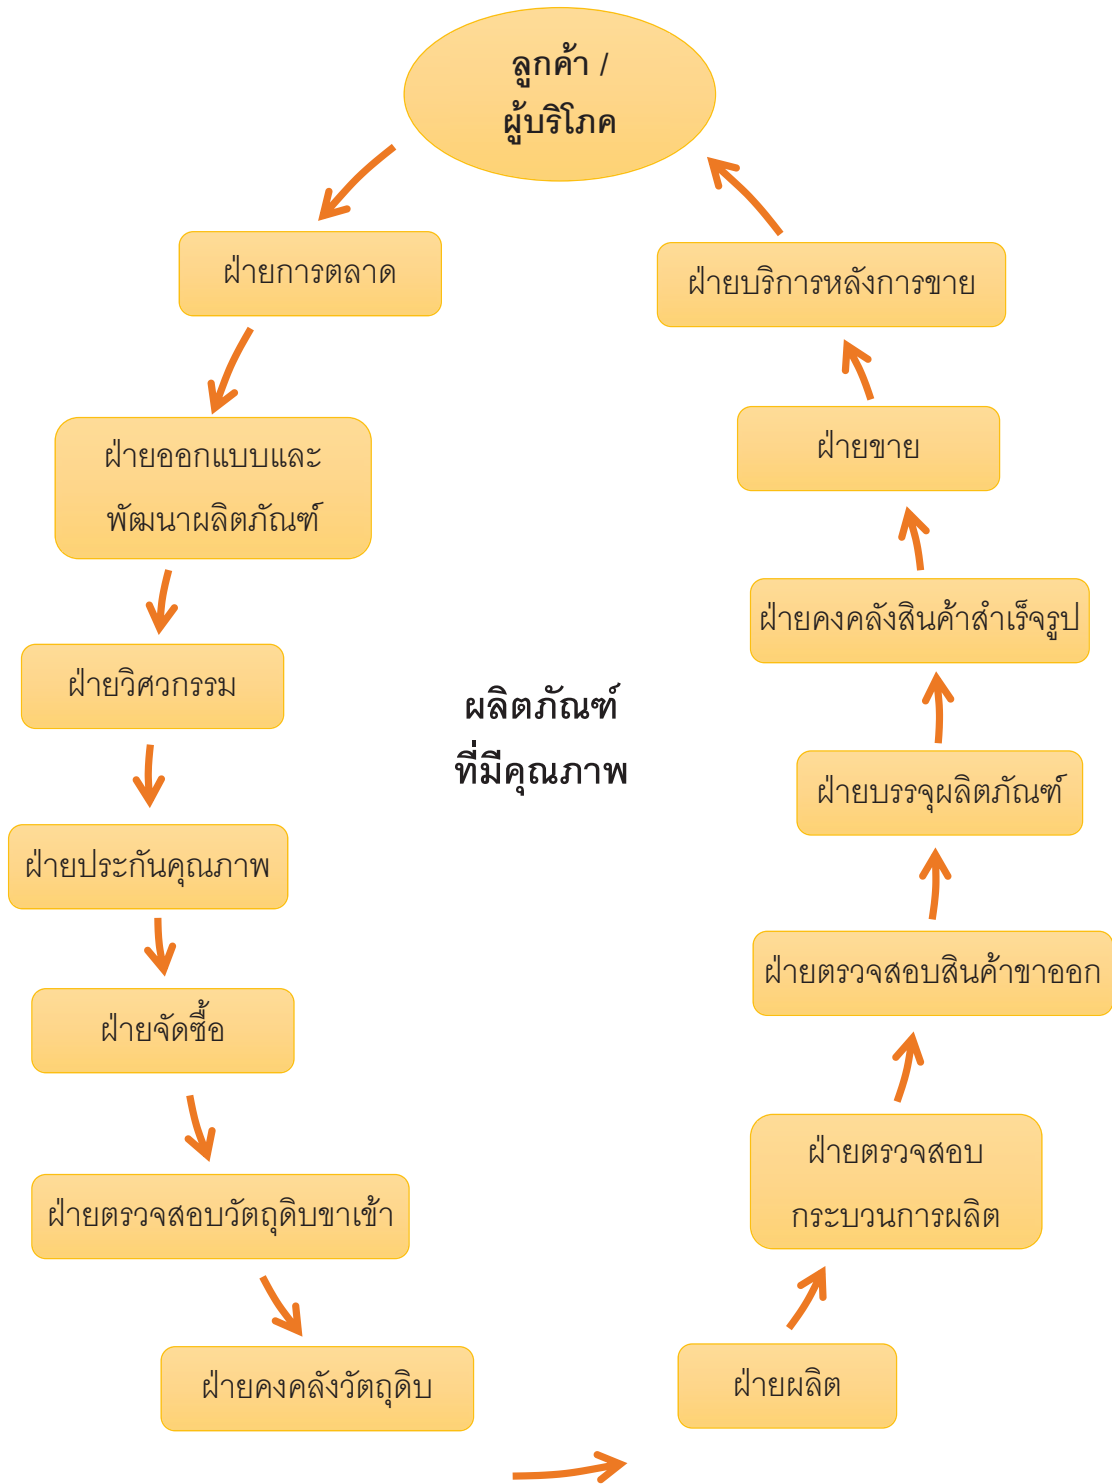 ลูกค้า /
ผู้บริโภค
ฝ่ายการตลาด
ฝ่ายออกแบบและ
พัฒนาผลิตภัณฑ์
ฝ่ายวิศวกรรม
ฝ่ายประกันคุณภาพ
ฝ่ายจัดซื้อ
ฝ่ายตรวจสอบวัตถุดิบขาเข้า
ฝ่ายคงคลังวัตถุดิบ
ฝ่ายผลิต
ฝ่ายตรวจสอบ
กระบวนการผลิต
ฝ่ายตรวจสอบสินค้าขาออก
ฝ่ายบรรจุผลิตภัณฑ์
ฝ่ายคงคลังสินค้าสำเร็จรูป
ฝ่ายขาย
ฝ่ายบริการหลังการขาย
ผลิตภัณฑ์
ที่มีคุณภาพ